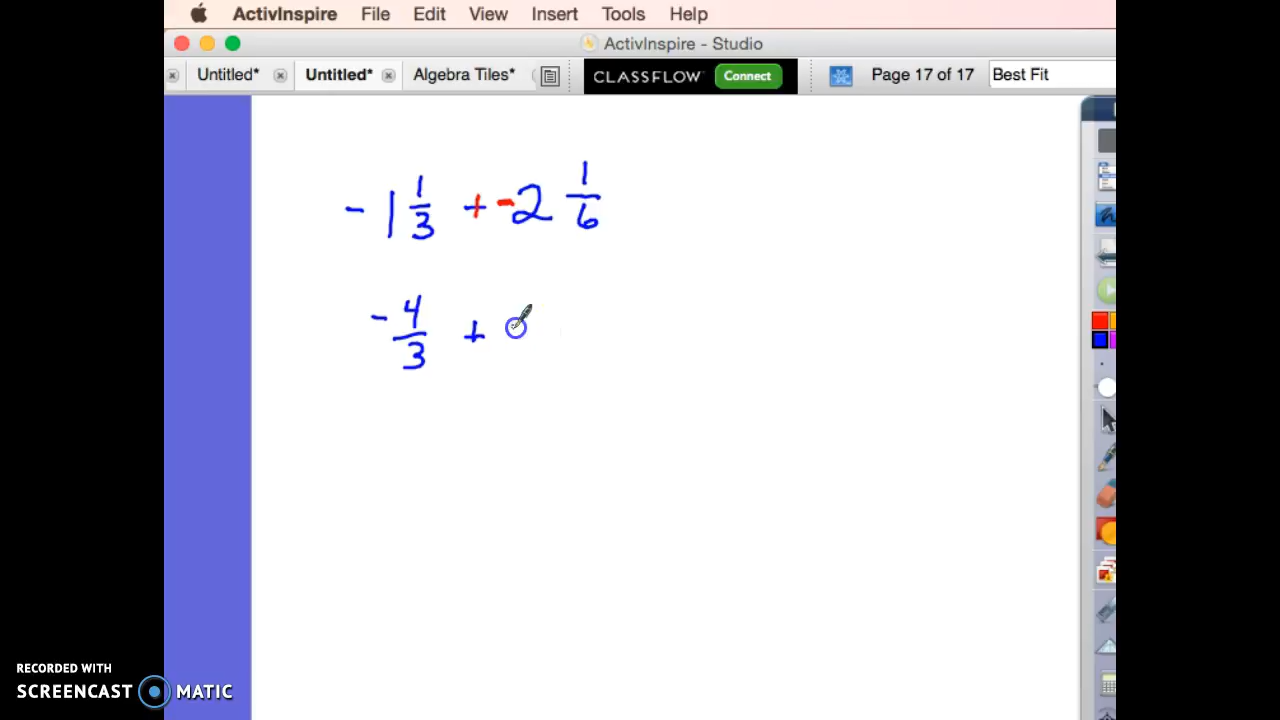 ActivInspire File Edit View Insert Tools Help
ActivInspire - Studio
Untitled* Untitled* Algebra Tiles* CLASSFLOW Connect Page 17 of 17 Best Fit
- 1 1/3 + -2 1/6
- 4/3 +
RECORDED WITH
SCREENCAST MATIC